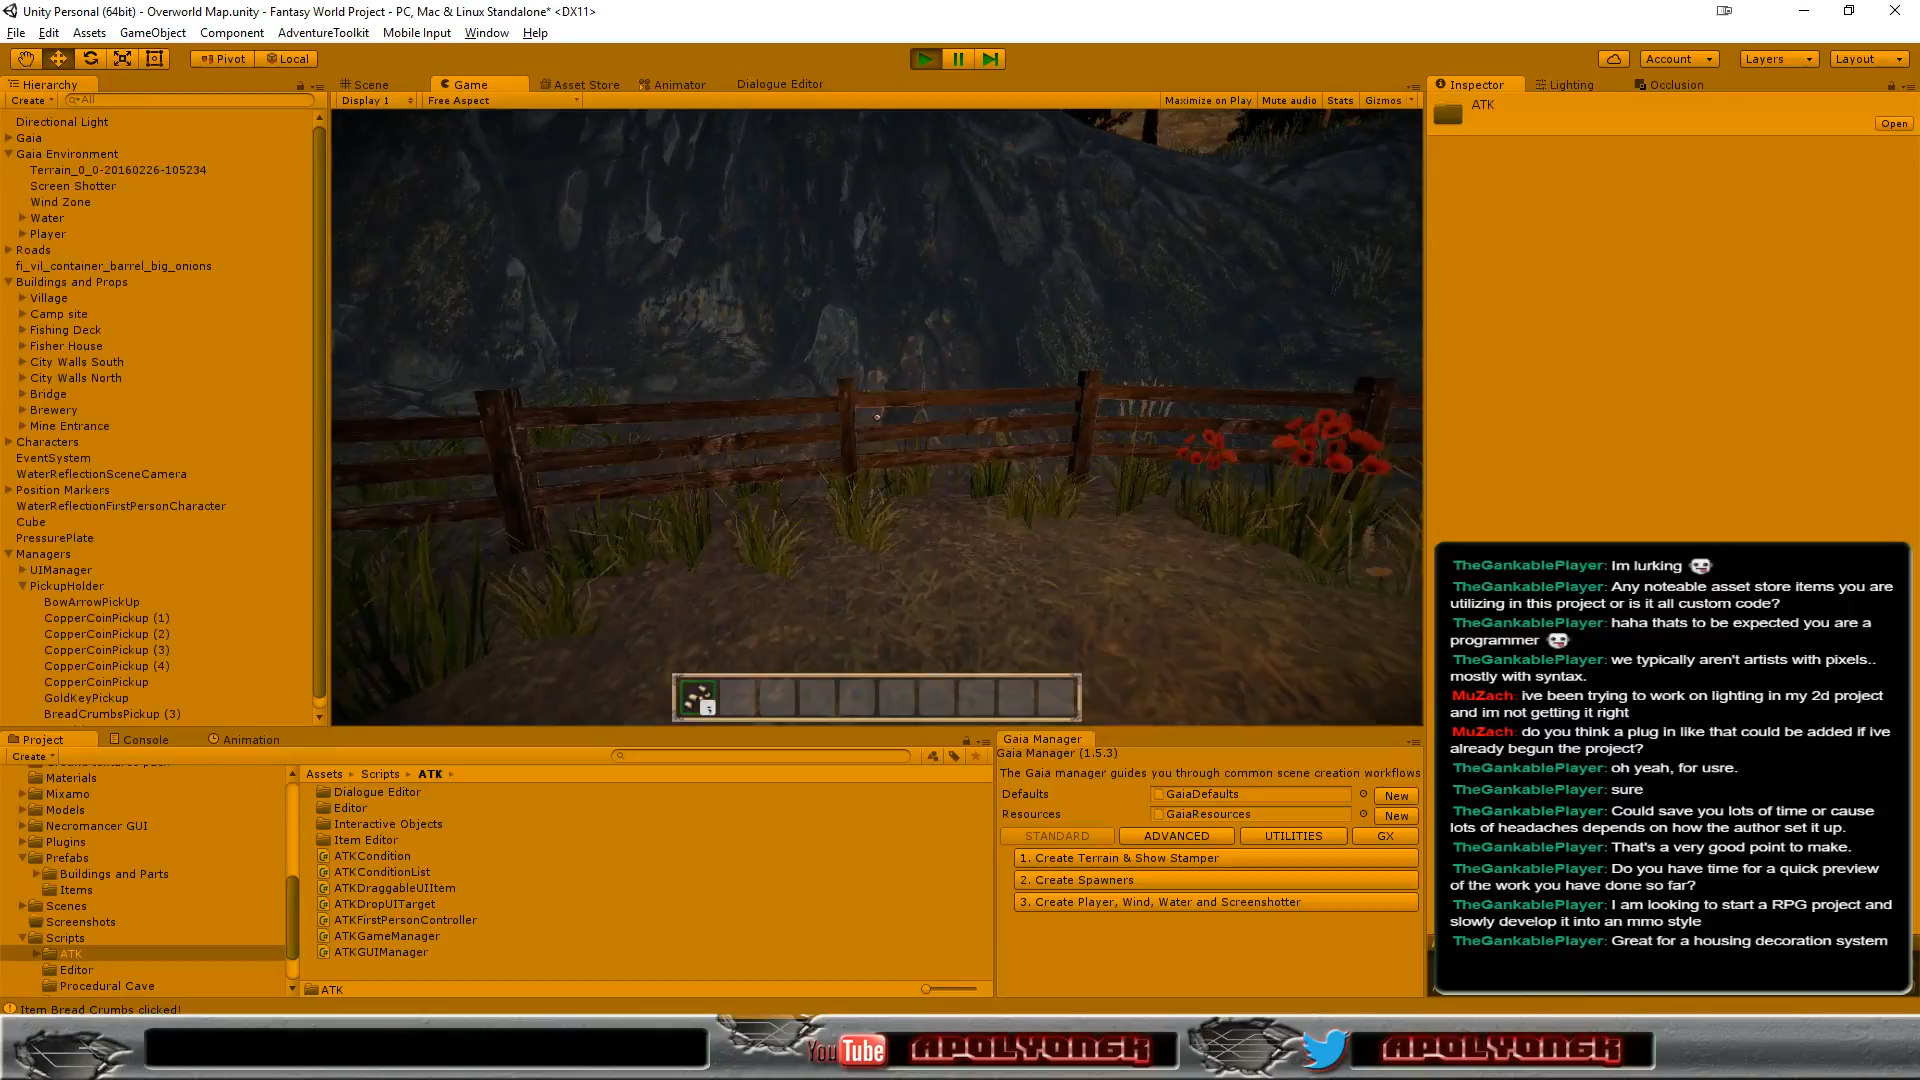 Unity Personal (64bit) - Overworld Map.unity - Fantasy World Project - PC, Mac & Linux Standalone* <DX11>
File Edit Assets GameObject Component AdventureToolkit Mobile Input Window Help
Pivot Local Account Layers Layout
Hierarchy
Create All
Directional Light
Gaia
Gaia Environment
Terrain_0_0-20160226-105234
Screen Shotter
Wind Zone
Water
Player
Roads
fi_vil_container_barrel_big_onions
Buildings and Props
Village
Camp site
Fishing Deck
Fisher House
City Walls South
City Walls North
Bridge
Brewery
Mine Entrance
Characters
EventSystem
WaterReflectionSceneCamera
Position Markers
WaterReflectionFirstPersonCharacter
Cube
PressurePlate
Managers
UIManager
PickupHolder
BowArrowPickUp
CopperCoinPickup (1)
CopperCoinPickup (2)
CopperCoinPickup (3)
CopperCoinPickup (4)
CopperCoinPickup
GoldKeyPickup
BreadCrumbsPickup (3)
Scene Game Asset Store Animator Dialogue Editor
Display 1 Free Aspect Maximize on Play Mute audio Stats Gizmos
Inspector Lighting Occlusion
ATK
Open
TheGankablePlayer: Im lurking
TheGankablePlayer: Any noteable asset store items you are
utilizing in this project or is it all custom code?
TheGankablePlayer: haha thats to be expected you are a
programmer
TheGankablePlayer: we typically aren't artists with pixels..
mostly with syntax.
MuZach: ive been trying to work on lighting in my 2d project
and im not getting it right
MuZach: do you think a plug in like that could be added if ive
already begun the project?
TheGankablePlayer: oh yeah, for usre.
TheGankablePlayer: sure
TheGankablePlayer: Could save you lots of time or cause
lots of headaches depends on how the author set it up.
TheGankablePlayer: That's a very good point to make.
TheGankablePlayer: Do you have time for a quick preview
of the work you have done so far?
TheGankablePlayer: I am looking to start a RPG project and
slowly develop it into an mmo style
TheGankablePlayer: Great for a housing decoration system
Project Console Animation
Create
Materials
Mixamo
Models
Necromancer GUI
Plugins
Prefabs
Buildings and Parts
Items
Scenes
Screenshots
Scripts
ATK
Editor
Procedural Cave
Assets Scripts ATK
Dialogue Editor
Editor
Interactive Objects
Item Editor
ATKCondition
ATKConditionList
ATKDraggableUIItem
ATKDropUITarget
ATKFirstPersonController
ATKGameManager
ATKGUIManager
ATK
Gaia Manager
Gaia Manager (1.5.3)
The Gaia manager guides you through common scene creation workflows
Defaults GaiaDefaults New
Resources GaiaResources New
STANDARD ADVANCED UTILITIES GX
1. Create Terrain & Show Stamper
2. Create Spawners
3. Create Player, Wind, Water and Screenshotter
Item Bread Crumbs clicked!
YouTube APOLYONGK APOLYONGK